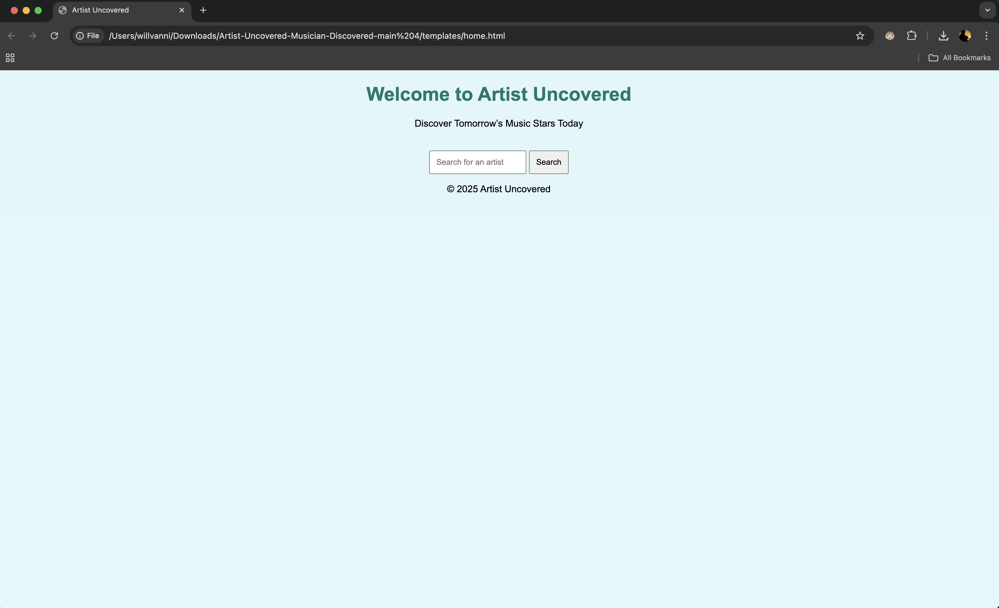 Artist Uncovered
File /Users/willvanni/Downloads/Artist-Uncovered-Musician-Discovered-main%204/templates/home.html
All Bookmarks
Welcome to Artist Uncovered
Discover Tomorrow’s Music Stars Today
Search for an artist Search
© 2025 Artist Uncovered